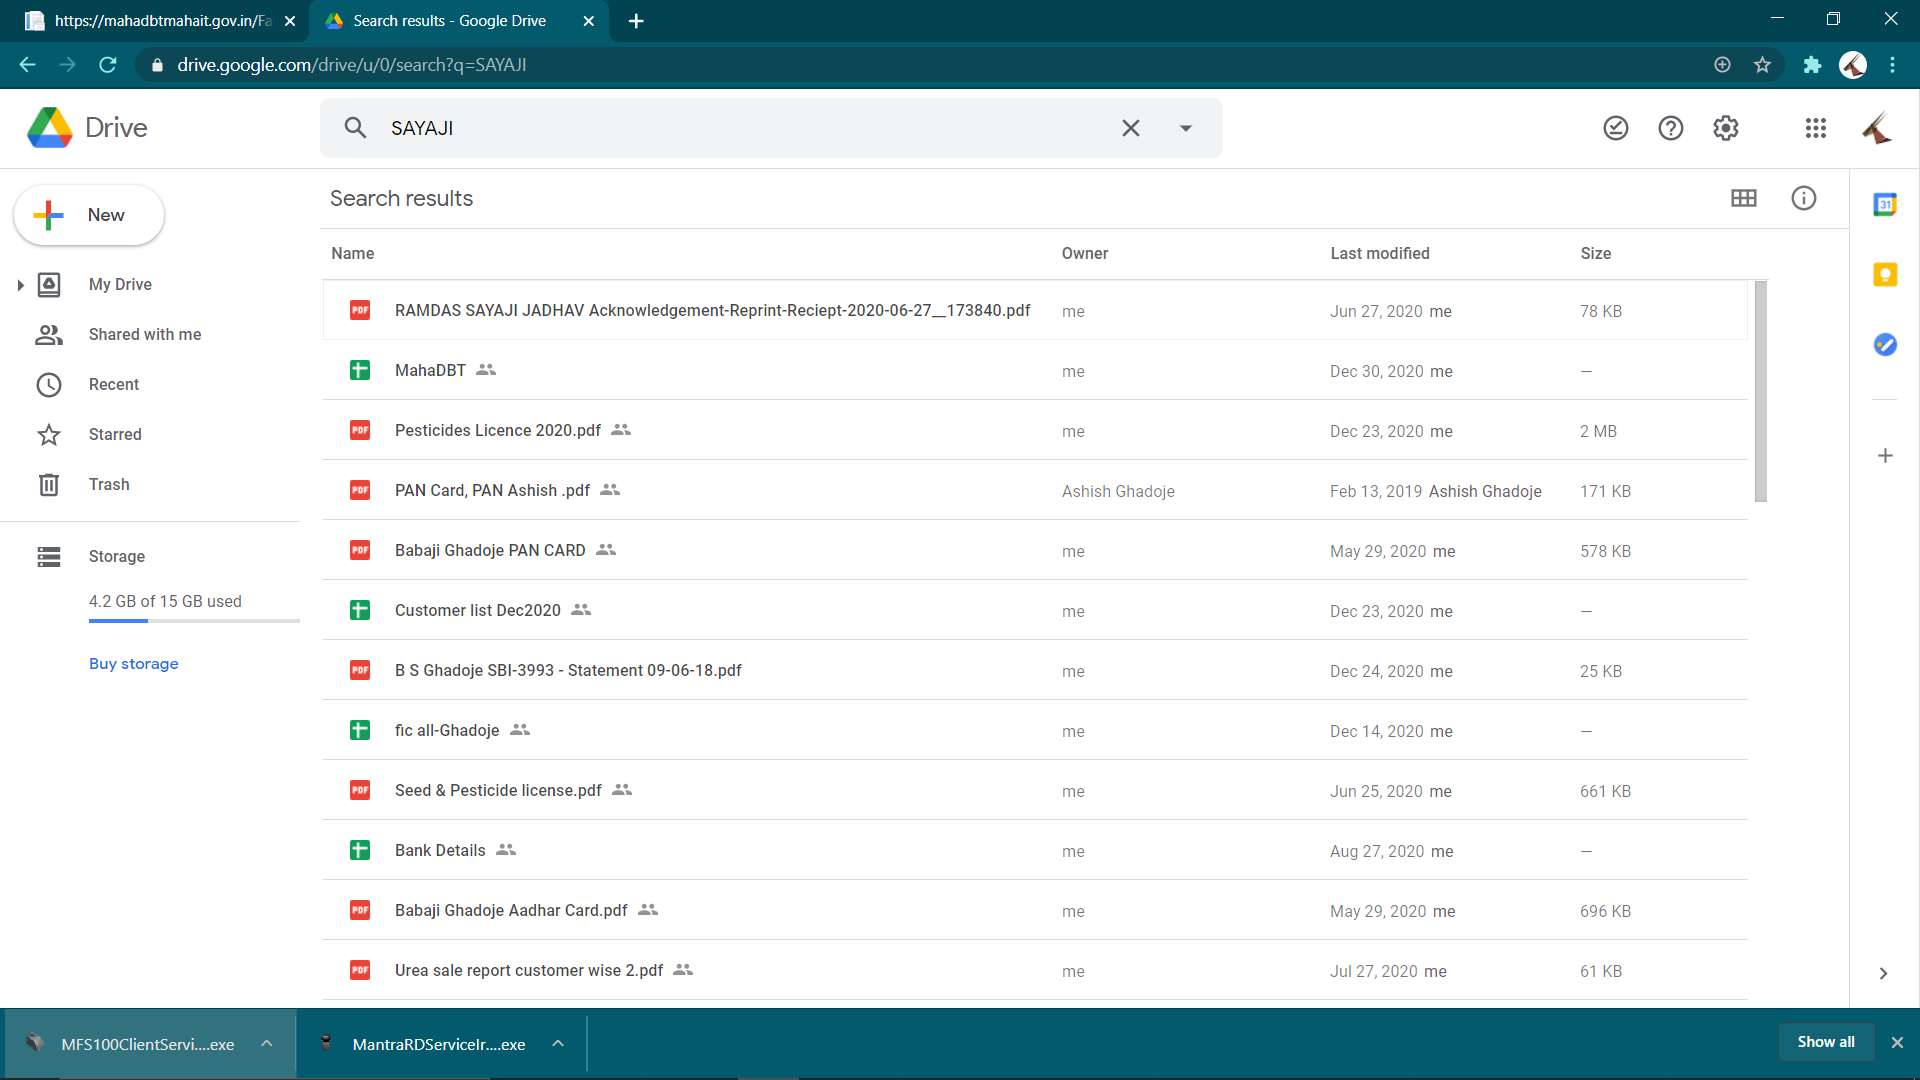 https://mahadbtmahait.gov.in/Fa
Search results - Google Drive
drive.google.com/drive/u/0/search?q=SAYAJI
Drive
SAYAJI
New
My Drive
Shared with me
Recent
Starred
Trash
Storage
4.2 GB of 15 GB used
Buy storage
Search results
Name Owner Last modified Size
PDF RAMDAS SAYAJI JADHAV Acknowledgement-Reprint-Reciept-2020-06-27__173840.pdf me Jun 27, 2020 me 78 KB
MahaDBT me Dec 30, 2020 me —
PDF Pesticides Licence 2020.pdf me Dec 23, 2020 me 2 MB
PDF PAN Card, PAN Ashish .pdf Ashish Ghadoje Feb 13, 2019 Ashish Ghadoje 171 KB
PDF Babaji Ghadoje PAN CARD me May 29, 2020 me 578 KB
Customer list Dec2020 me Dec 23, 2020 me —
PDF B S Ghadoje SBI-3993 - Statement 09-06-18.pdf me Dec 24, 2020 me 25 KB
fic all-Ghadoje me Dec 14, 2020 me —
PDF Seed & Pesticide license.pdf me Jun 25, 2020 me 661 KB
Bank Details me Aug 27, 2020 me —
PDF Babaji Ghadoje Aadhar Card.pdf me May 29, 2020 me 696 KB
PDF Urea sale report customer wise 2.pdf me Jul 27, 2020 me 61 KB
31
MFS100ClientServi....exe
MantraRDServiceIr....exe
Show all